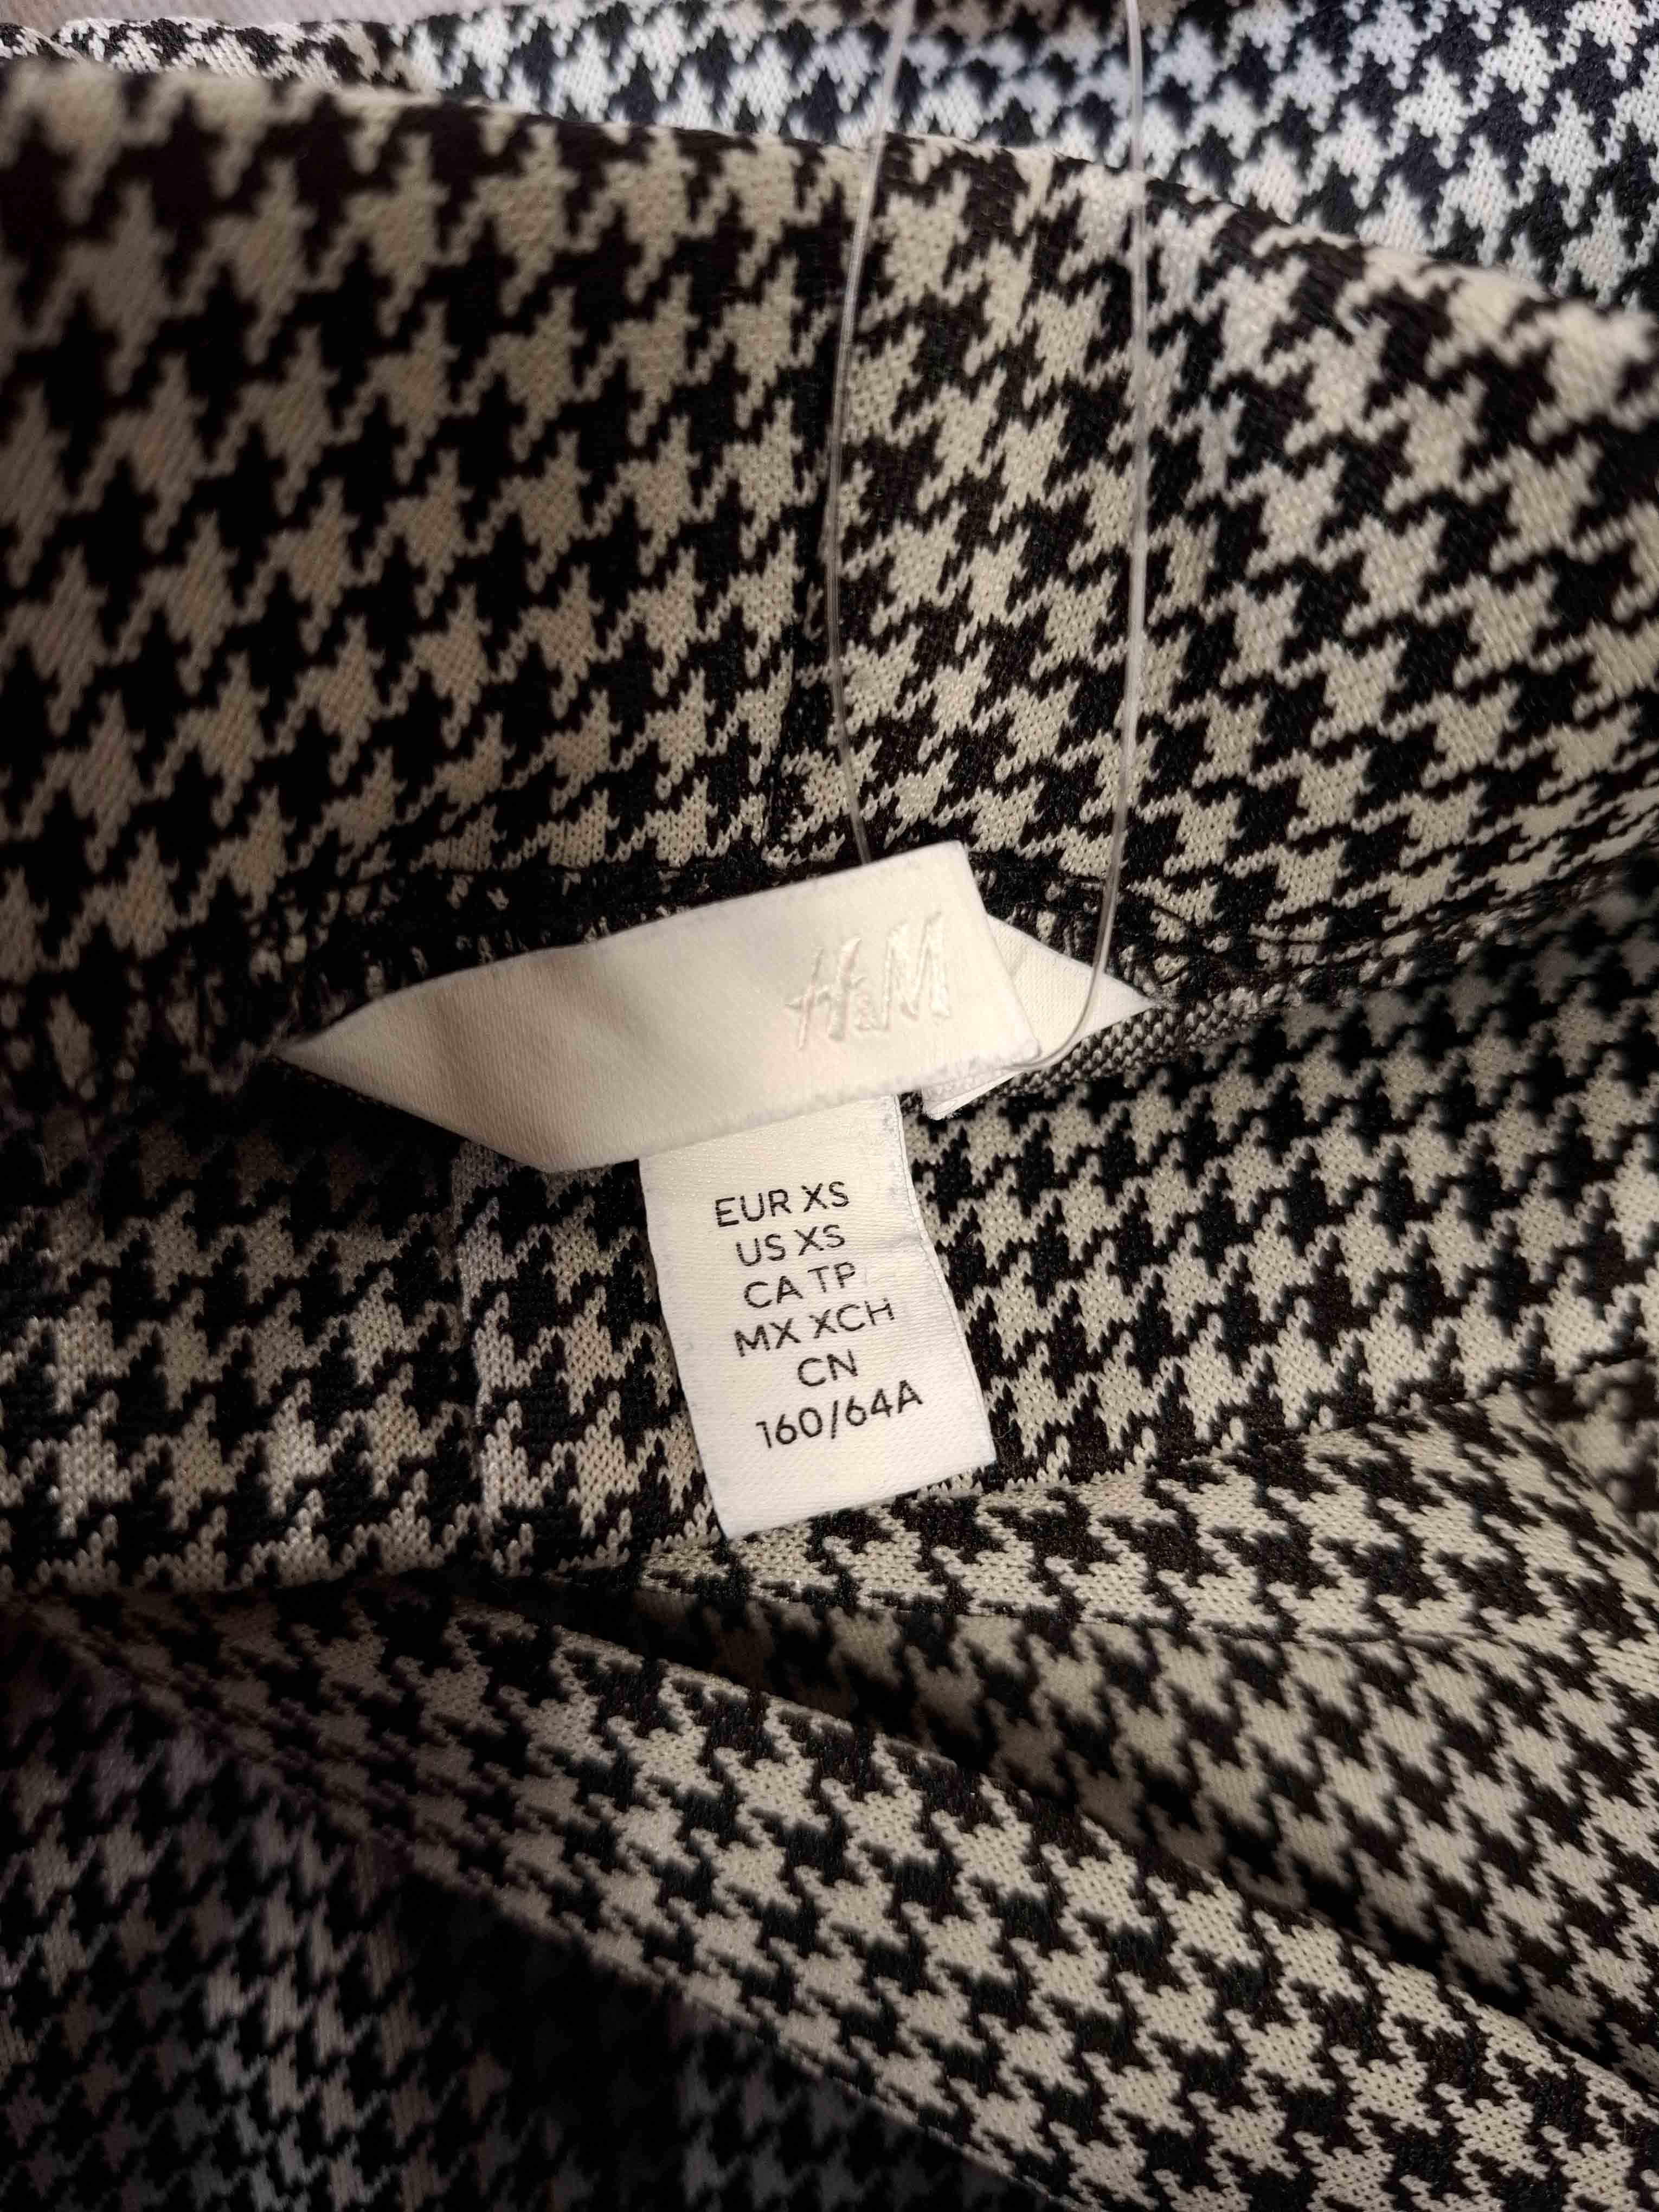 H&M
EUR XS
US XS
CA TP
MX XCH
CN
160/64A